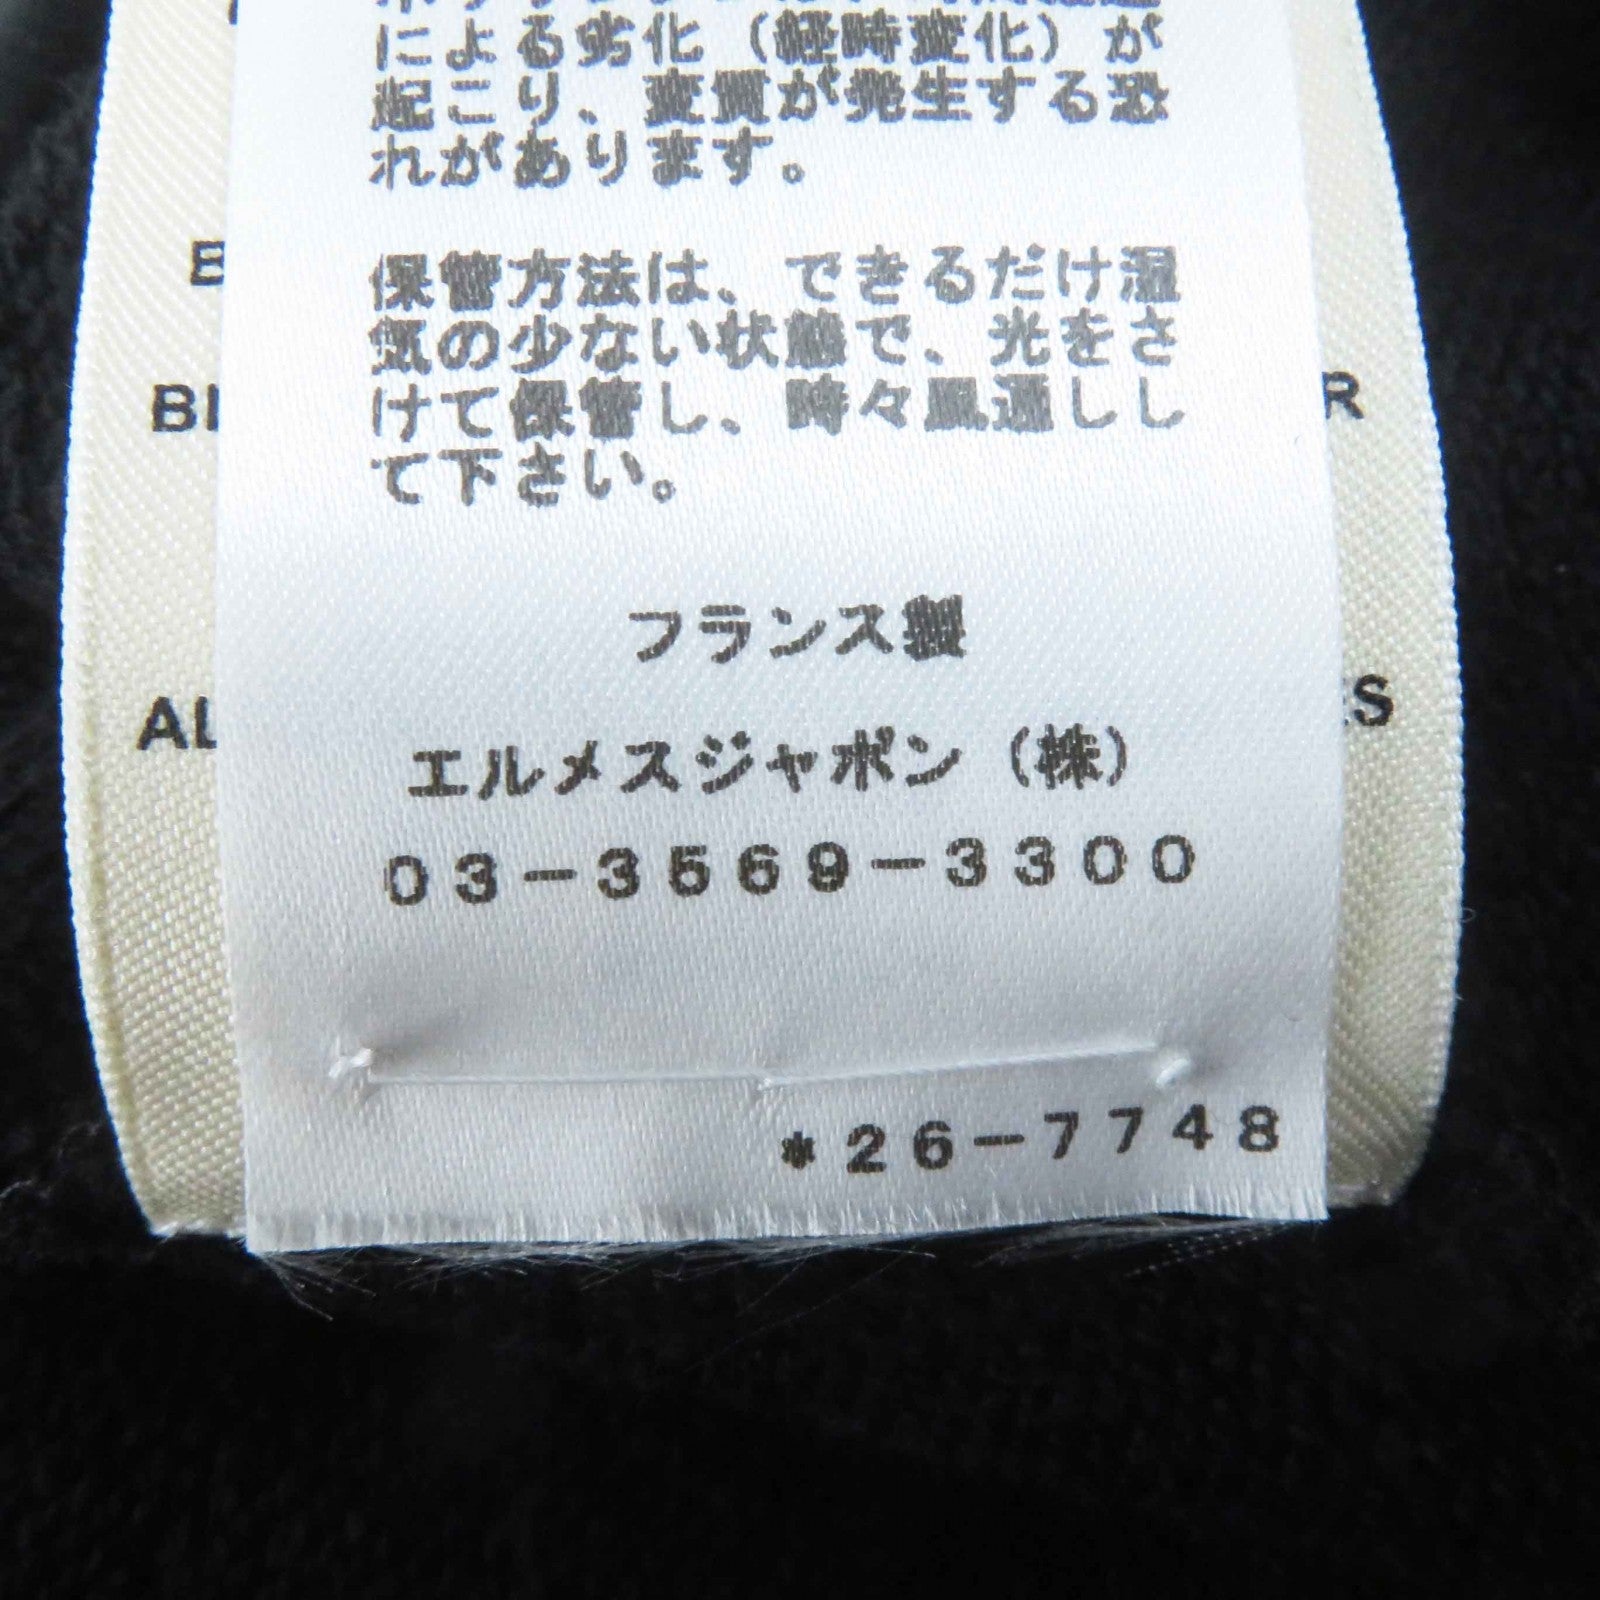 による劣化（経時変化）が
起こり、変質が発生する恐
れがあります。
保管方法は、できるだけ湿
気の少ない状態で、光をさ
けて保管し、時々風通しし
て下さい。
フランス製
エルメスジャポン（株）
03-3569-3300
*26-7748